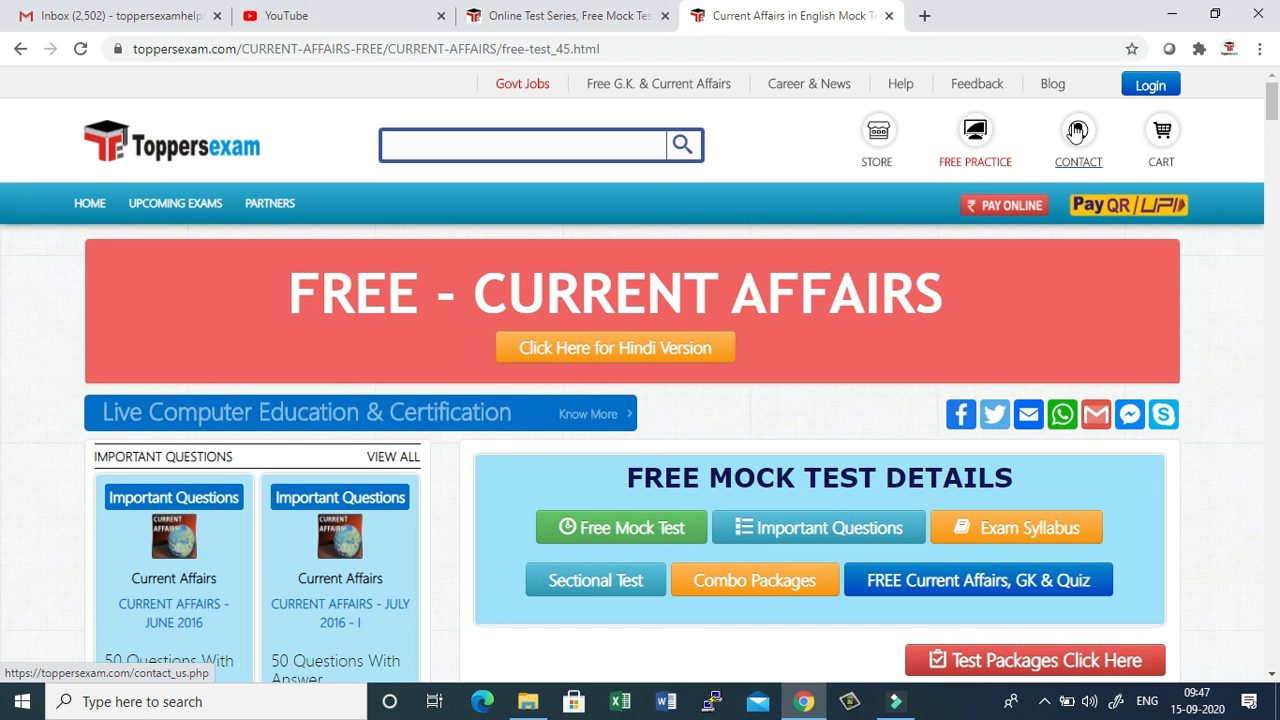 Inbox (2,502) - toppersexamhelp
YouTube
Online Test Series, Free Mock Tes
Current Affairs in English Mock T
toppersexam.com/CURRENT-AFFAIRS-FREE/CURRENT-AFFAIRS/free-test_45.html
Govt Jobs
Free G.K. & Current Affairs
Career & News
Help
Feedback
Blog
Login
Toppersexam
STORE
FREE PRACTICE
CONTACT
CART
HOME
UPCOMING EXAMS
PARTNERS
₹ PAY ONLINE
Pay QR/UPI
FREE - CURRENT AFFAIRS
Click Here for Hindi Version
Live Computer Education & Certification
Know More
IMPORTANT QUESTIONS
VIEW ALL
Important Questions
CURRENT AFFAIRS
Current Affairs
CURRENT AFFAIRS -
JUNE 2016
50 Questions With
Answer
Important Questions
CURRENT AFFAIRS
Current Affairs
CURRENT AFFAIRS - JULY
2016 - I
50 Questions With
Answer
FREE MOCK TEST DETAILS
Free Mock Test
Important Questions
Exam Syllabus
Sectional Test
Combo Packages
FREE Current Affairs, GK & Quiz
Test Packages Click Here
https://toppersexam.com/contact_us.php
Type here to search
ENG
09:47
15-09-2020